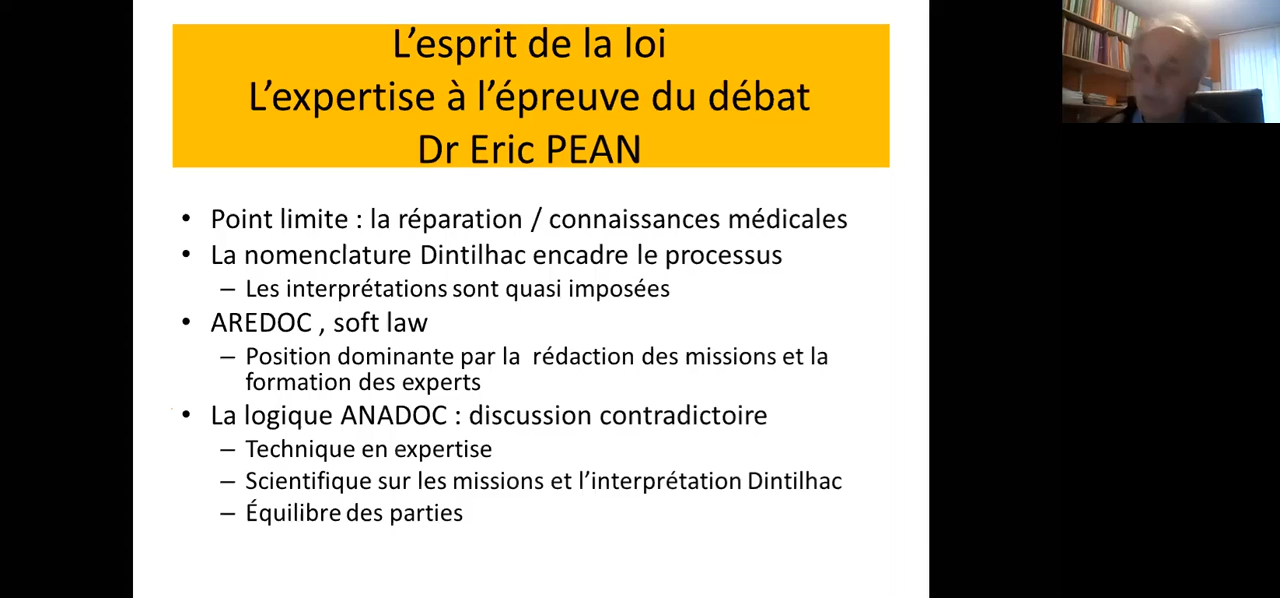 L'esprit de la loi
L'expertise à l'épreuve du débat
Dr Eric PEAN
• Point limite : la réparation / connaissances médicales
• La nomenclature Dintilhac encadre le processus
– Les interprétations sont quasi imposées
• AREDOC , soft law
– Position dominante par la rédaction des missions et la
formation des experts
• La logique ANADOC : discussion contradictoire
– Technique en expertise
– Scientifique sur les missions et l'interprétation Dintilhac
– Équilibre des parties